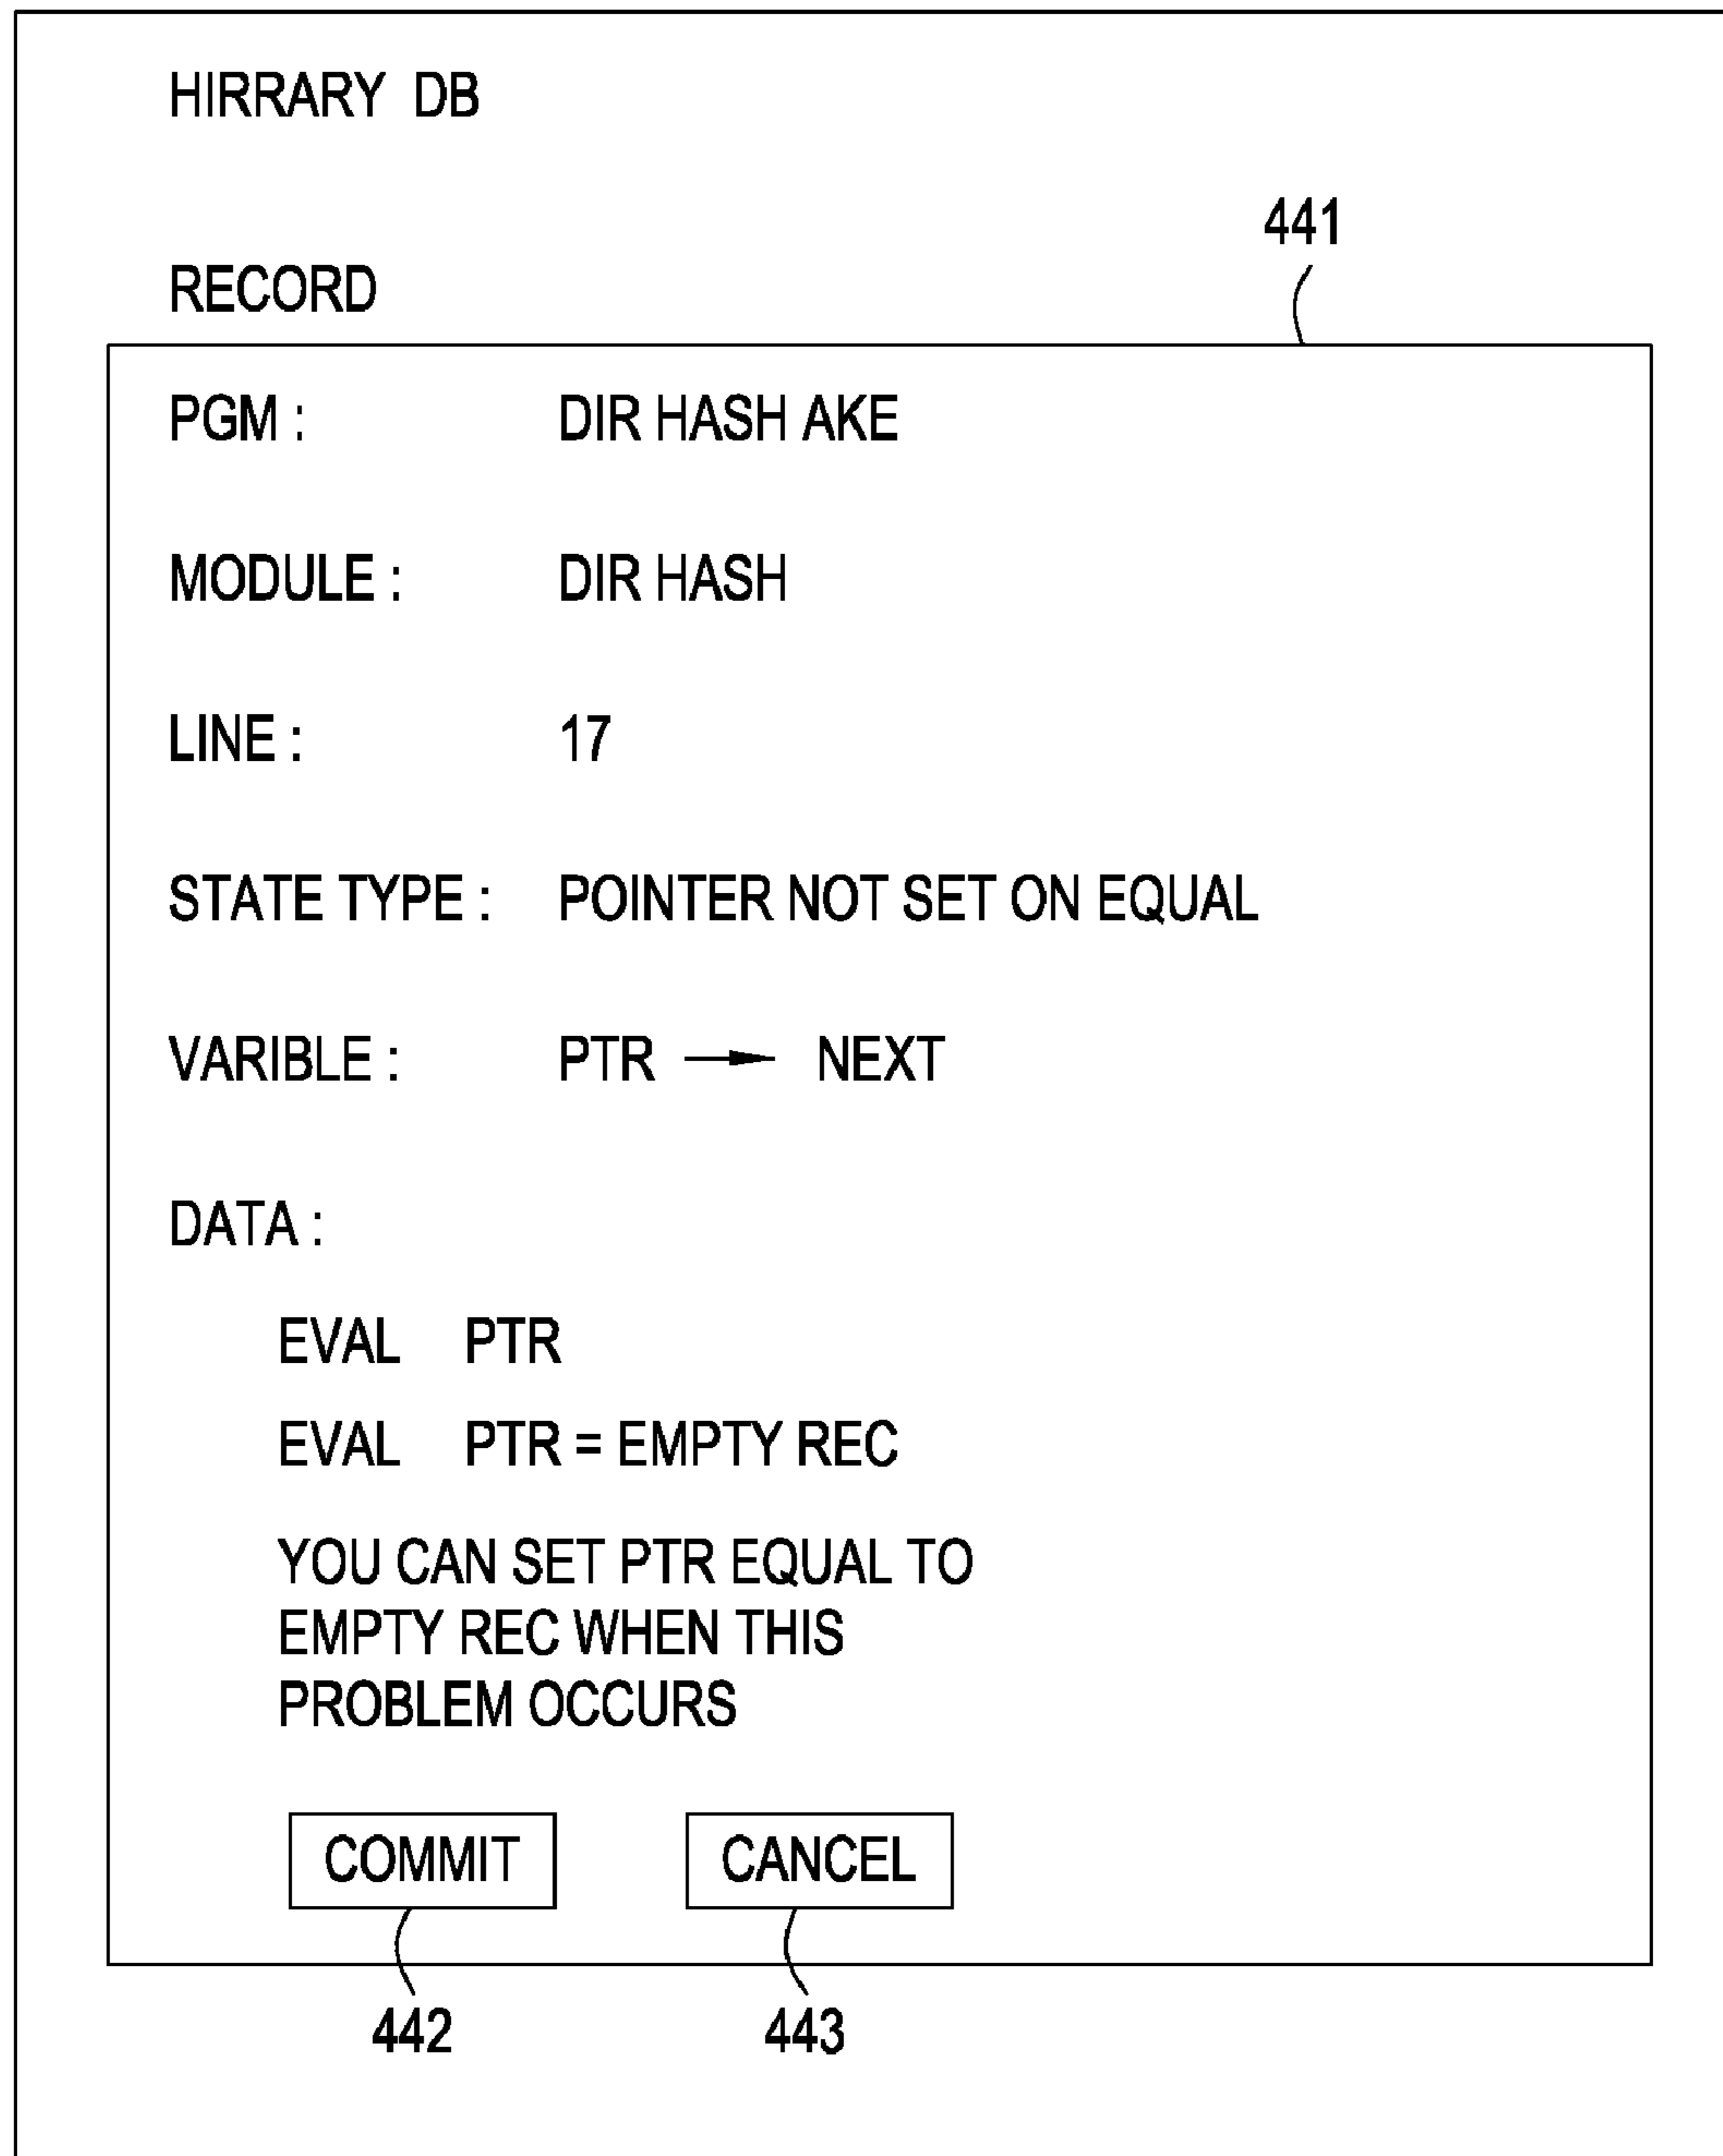 HIRRARY DB
441
RECORD
PGM : DIR HASH AKE
MODULE : DIR HASH
LINE : 17
STATE TYPE : POINTER NOT SET ON EQUAL
VARIBLE : PTR → NEXT
DATA :
EVAL PTR
EVAL PTR = EMPTY REC
YOU CAN SET PTR EQUAL TO
EMPTY REC WHEN THIS
PROBLEM OCCURS
COMMIT CANCEL
442 443